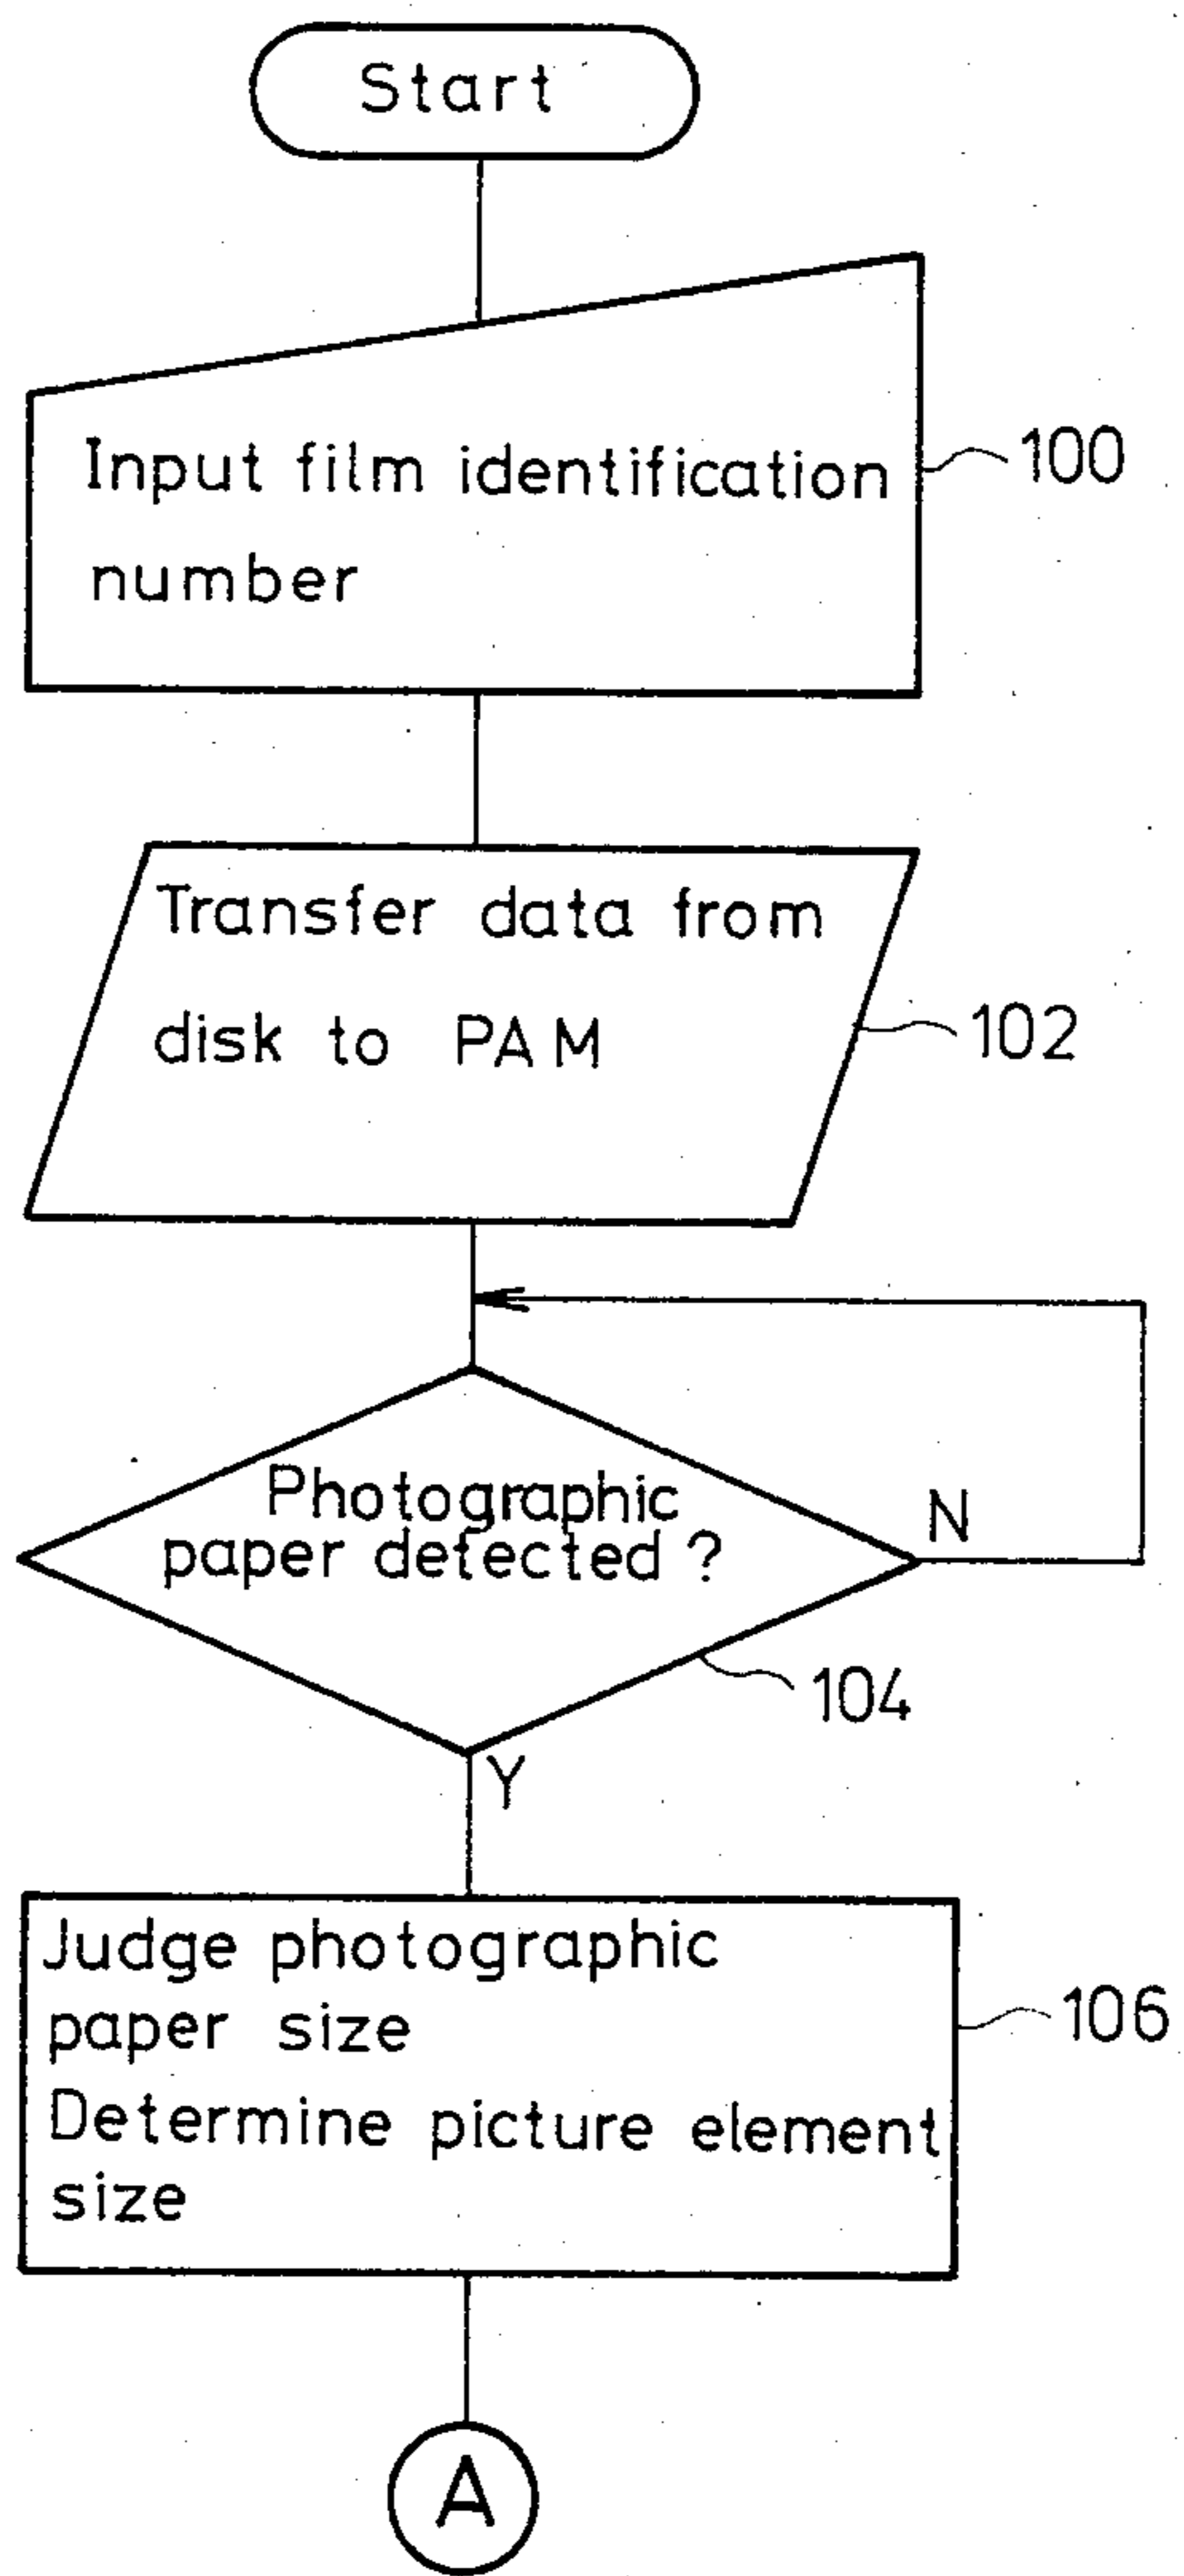 Start
Input film identification
number
100
Transfer data from
disk to PAM
102
Photographic
paper detected ?
N
104
Y
Judge photographic
paper size
Determine picture element
size
106
A